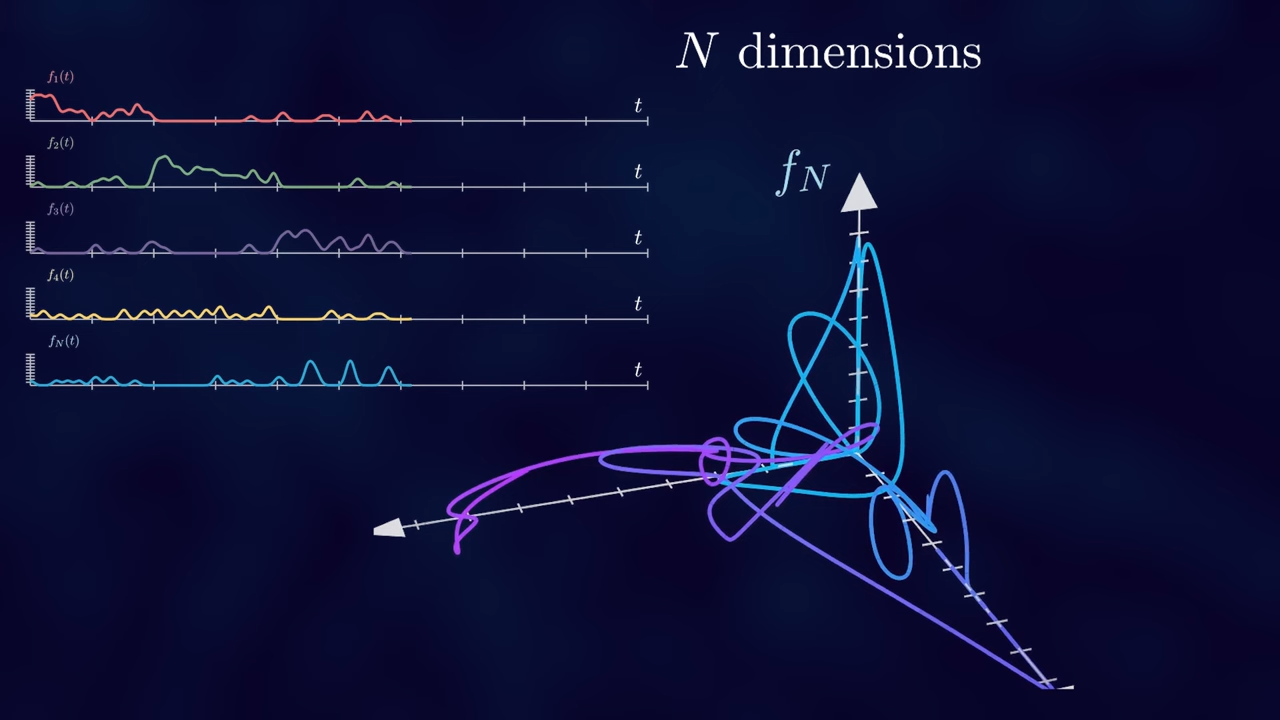 N dimensions
f₁(t)
t
f₂(t)
t
f₃(t)
t
f₄(t)
t
f_N(t)
t
f_N